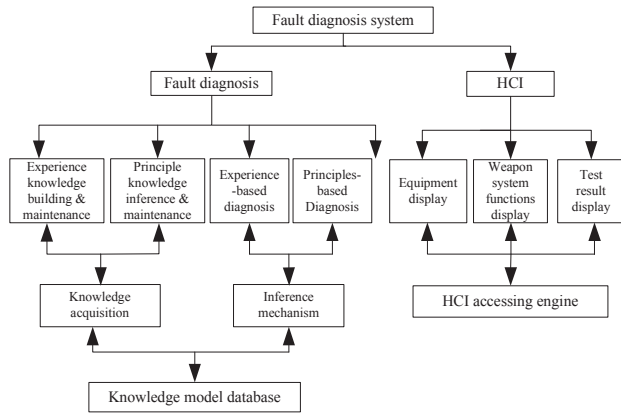 Fault diagnosis system
Fault diagnosis
HCI
Experience
knowledge
building &
maintenance
Principle
knowledge
inference &
maintenance
Experience
-based
diagnosis
Principles-
based
Diagnosis
Equipment
display
Weapon
system
functions
display
Test
result
display
Knowledge
acquisition
Inference
mechanism
HCI accessing engine
Knowledge model database